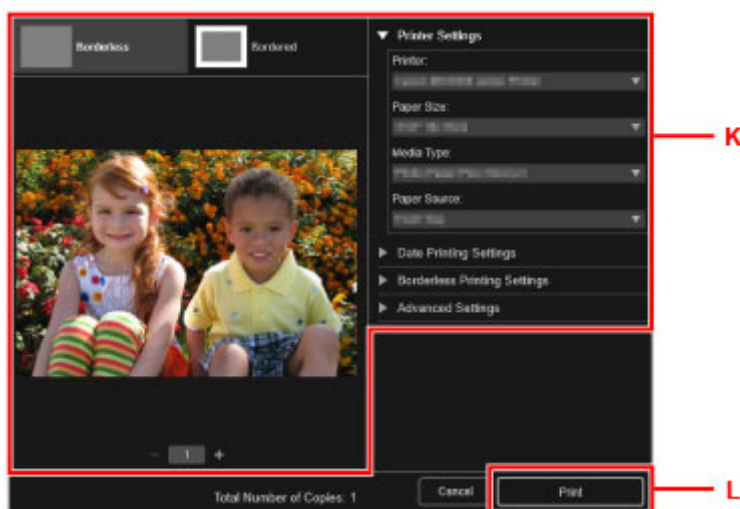 Borderless
Bordered
Printer Settings
Printer:
Paper Size:
Media Type:
Paper Source:
Date Printing Settings
Borderless Printing Settings
Advanced Settings
K
1
Total Number of Copies: 1
Cancel
Print
L